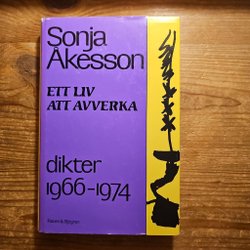 Sonja
Åkesson
ETT LIV
ATT AVVERKA
dikter
1966-1974
Rabén & Sjögren